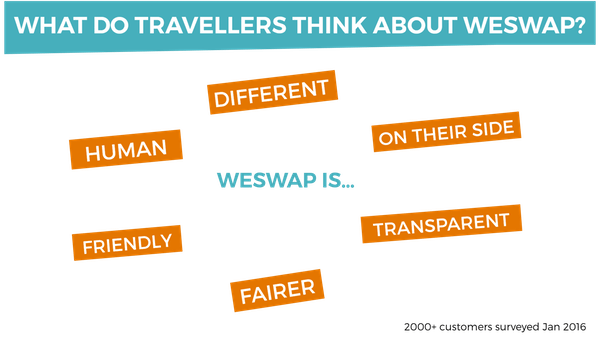 WHAT DO TRAVELLERS THINK ABOUT WESWAP?
DIFFERENT
ON THEIR SIDE
HUMAN
WESWAP IS...
TRANSPARENT
FRIENDLY
FAIRER
2000+ customers surveyed Jan 2016